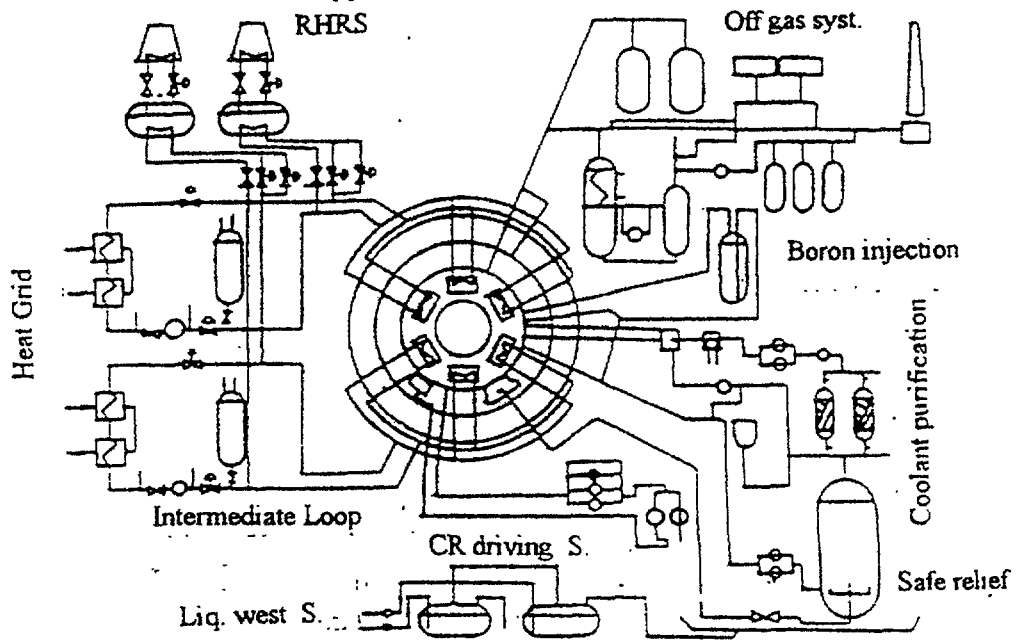 RHRS
Off gas syst.
Heat Grid
Boron injection
Coolant purification
Intermediate Loop
CR driving S.
Safe relief
Liq. west S.